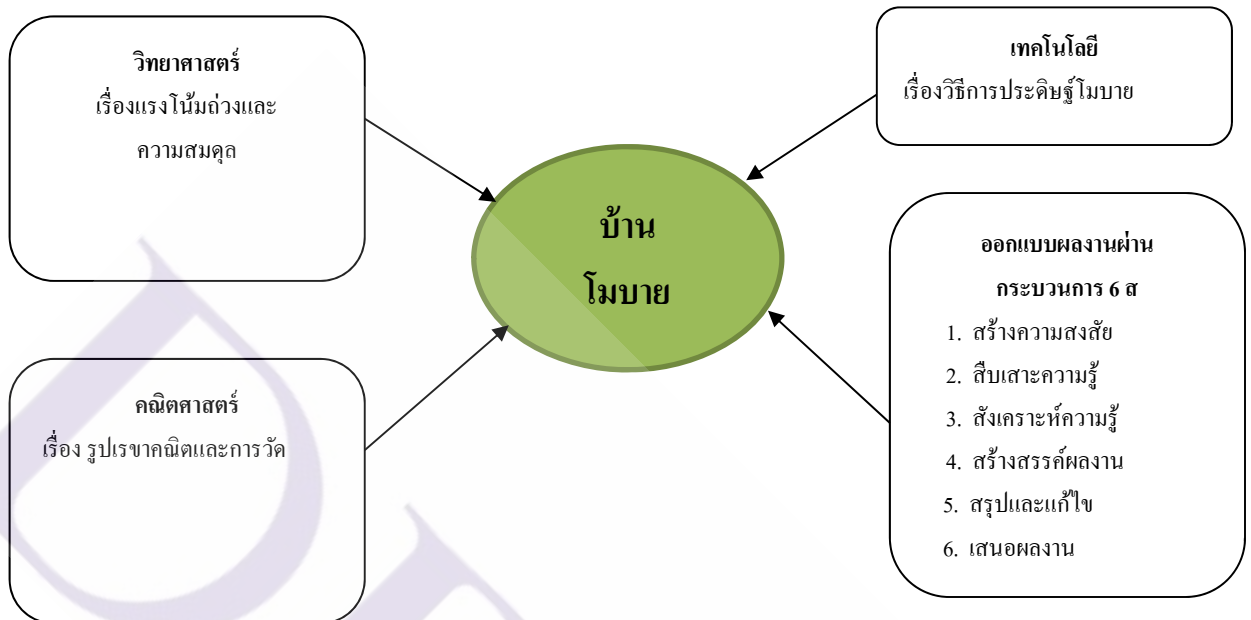 วิทยาศาสตร์
เรื่องแรงโน้มถ่วงและ
ความสมดุล
เทคโนโลยี
เรื่องวิธีการประดิษฐ์โมบาย
บ้าน
โมบาย
ออกแบบผลงานผ่าน
กระบวนการ 6 ส
1. สร้างความสงสัย
2. สืบเสาะความรู้
3. สังเคราะห์ความรู้
4. สร้างสรรค์ผลงาน
5. สรุปและแก้ไข
6. เสนอผลงาน
คณิตศาสตร์
เรื่อง รูปเรขาคณิตและการวัด